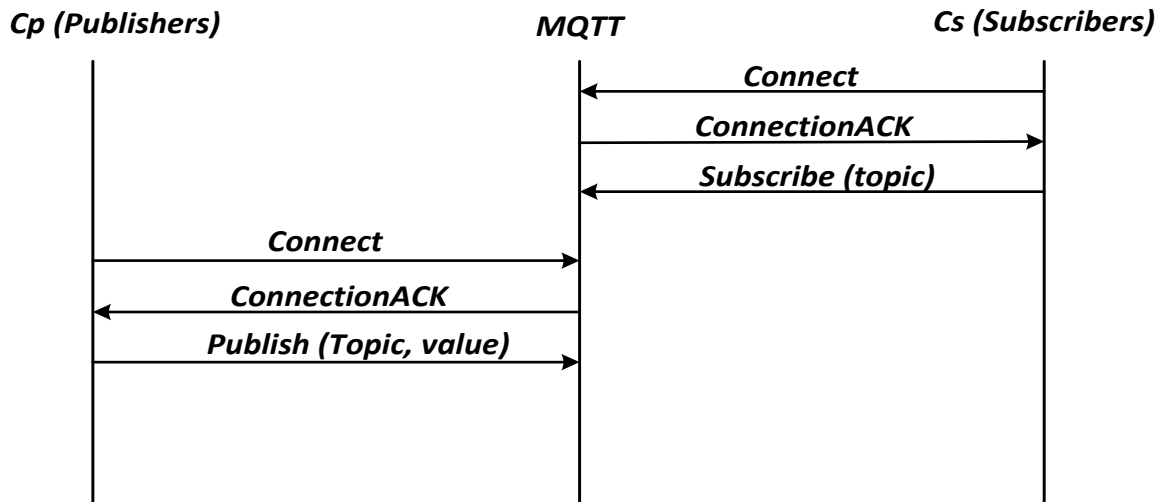 Cp (Publishers)
MQTT
Cs (Subscribers)
Connect
ConnectionACK
Subscribe (topic)
Connect
ConnectionACK
Publish (Topic, value)